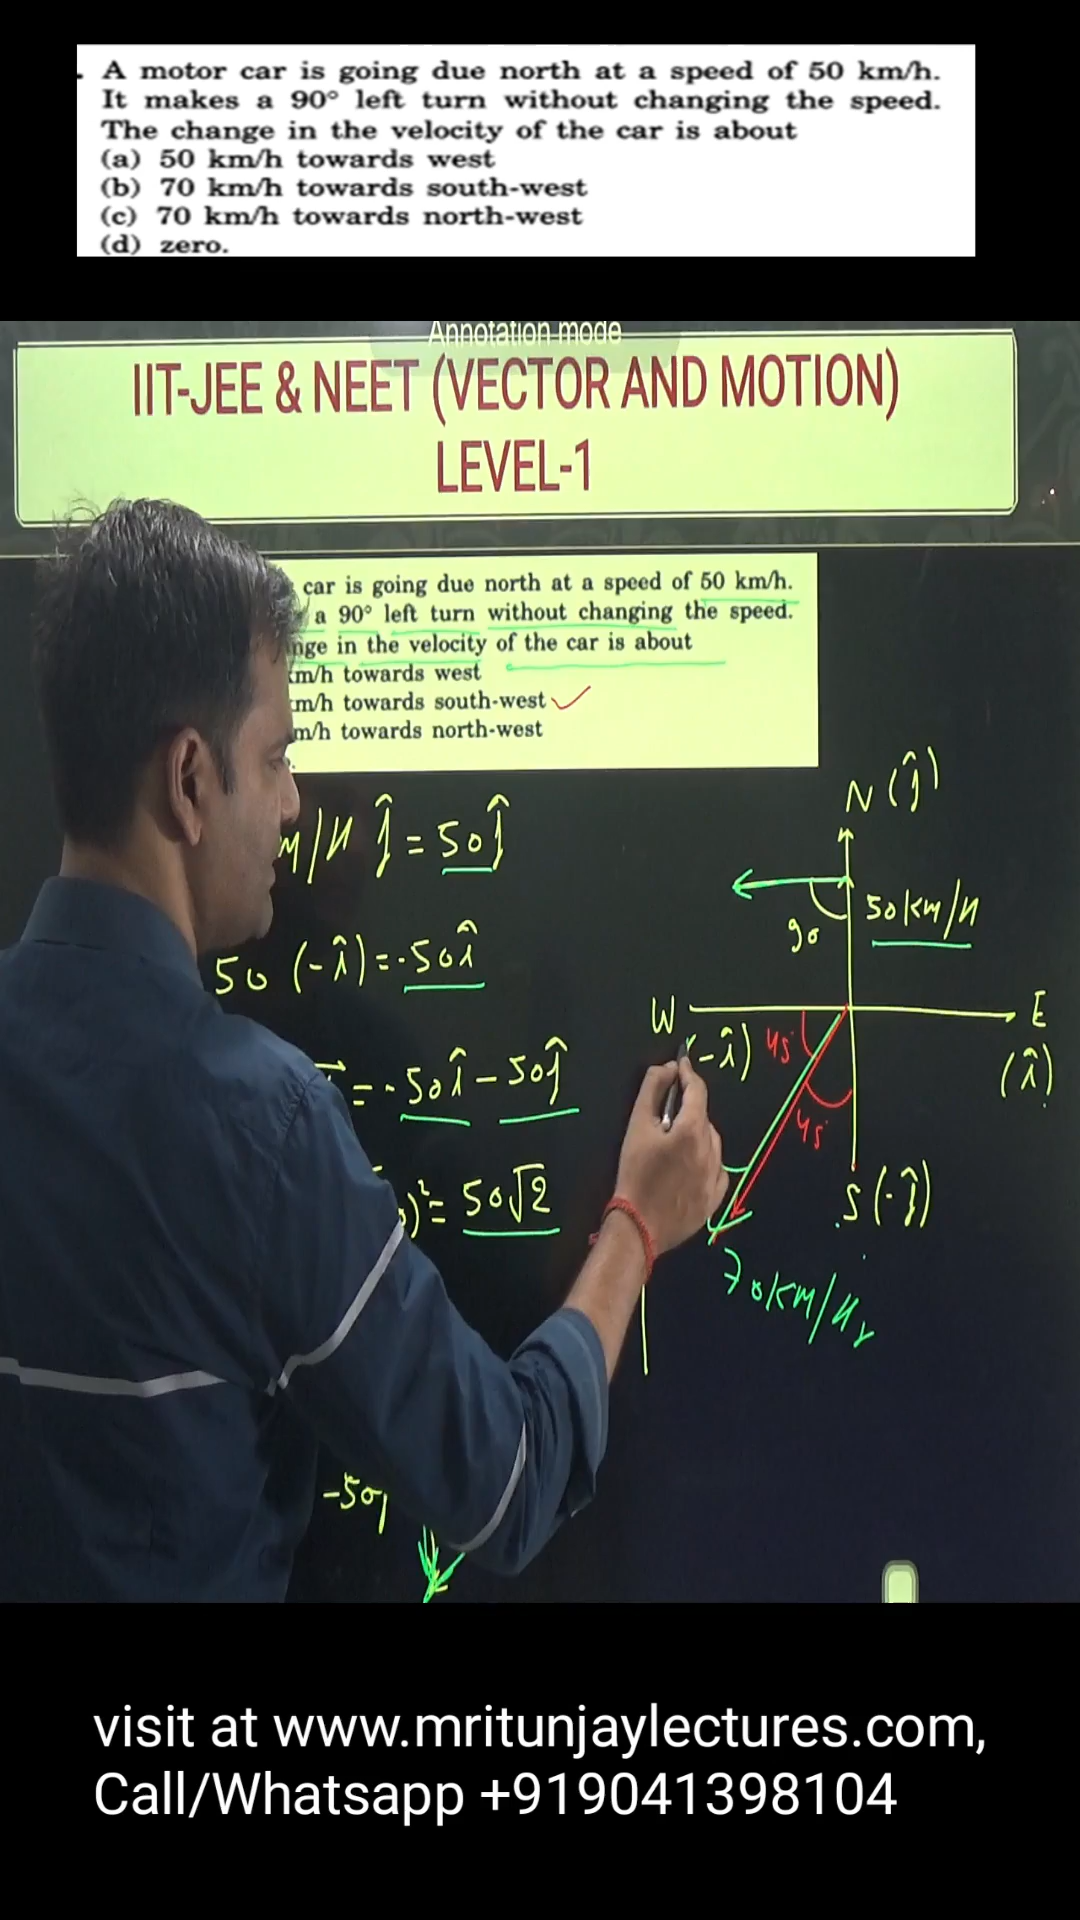 . A motor car is going due north at a speed of 50 km/h.
It makes a 90° left turn without changing the speed.
The change in the velocity of the car is about
(a) 50 km/h towards west
(b) 70 km/h towards south-west
(c) 70 km/h towards north-west
(d) zero.
Annotation mode
IIT-JEE & NEET (VECTOR AND MOTION)
LEVEL-1
car is going due north at a speed of 50 km/h.
a 90° left turn without changing the speed.
nge in the velocity of the car is about
m/h towards west
m/h towards south-west
m/h towards north-west
N (ĵ)
M/H ĵ = 50ĵ
50 KM/H
90
50 (-î) = -50î
W
E
(-î)
45
(î)
= -50î - 50ĵ
45
)² = 50√2
S (-ĵ)
70KM/Hr
-50j
visit at www.mritunjaylectures.com,
Call/Whatsapp +919041398104